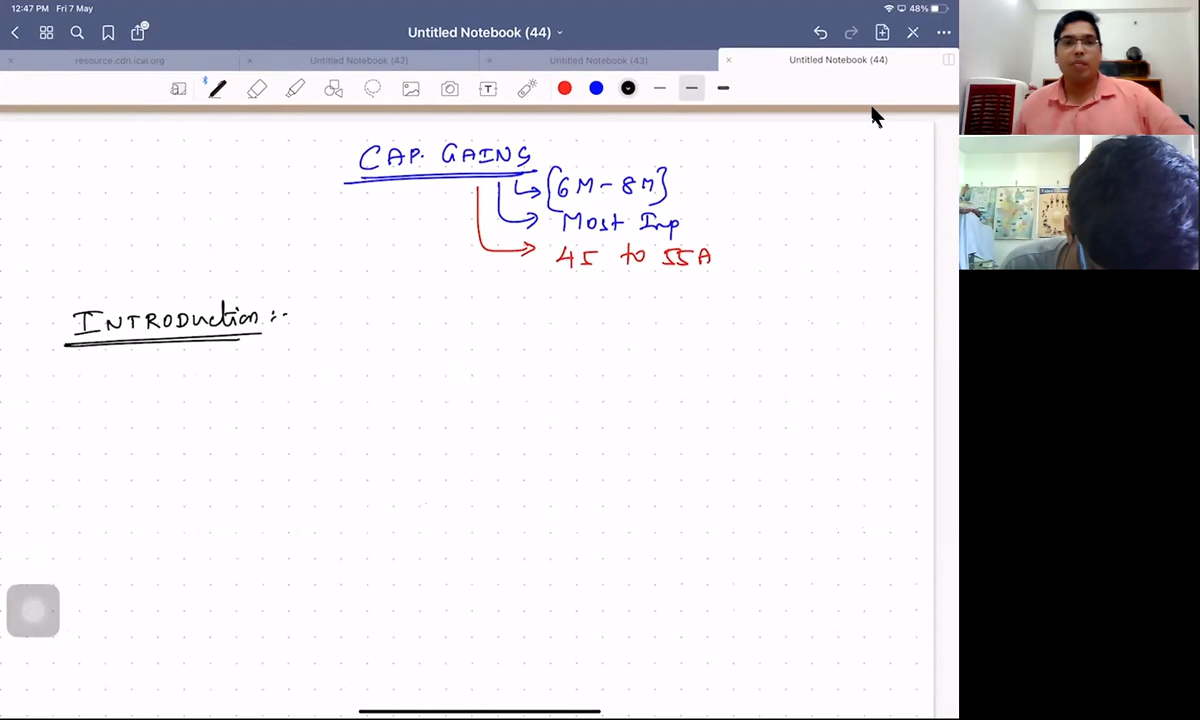 12:47 PM Fri 7 May
48%
Untitled Notebook (44)
resource.cdn.icai.org
Untitled Notebook (42)
Untitled Notebook (43)
Untitled Notebook (44)
CAP. GAINS
[6M - 8M]
Most Imp
45 to 55A
INTRODUction :-